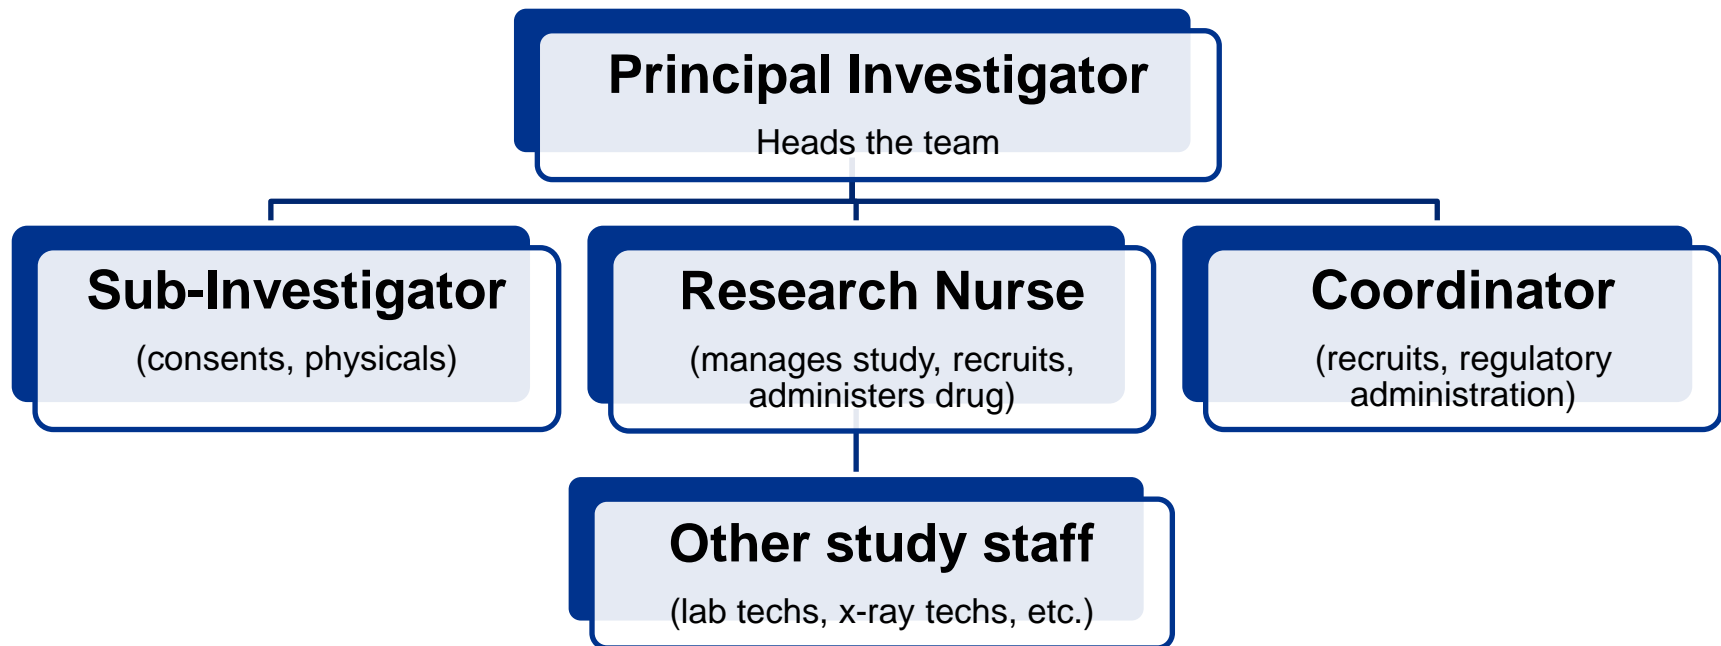 Principal Investigator
Heads the team
Sub-Investigator
(consents, physicals)
Research Nurse
(manages study, recruits,
administers drug)
Coordinator
(recruits, regulatory
administration)
Other study staff
(lab techs, x-ray techs, etc.)